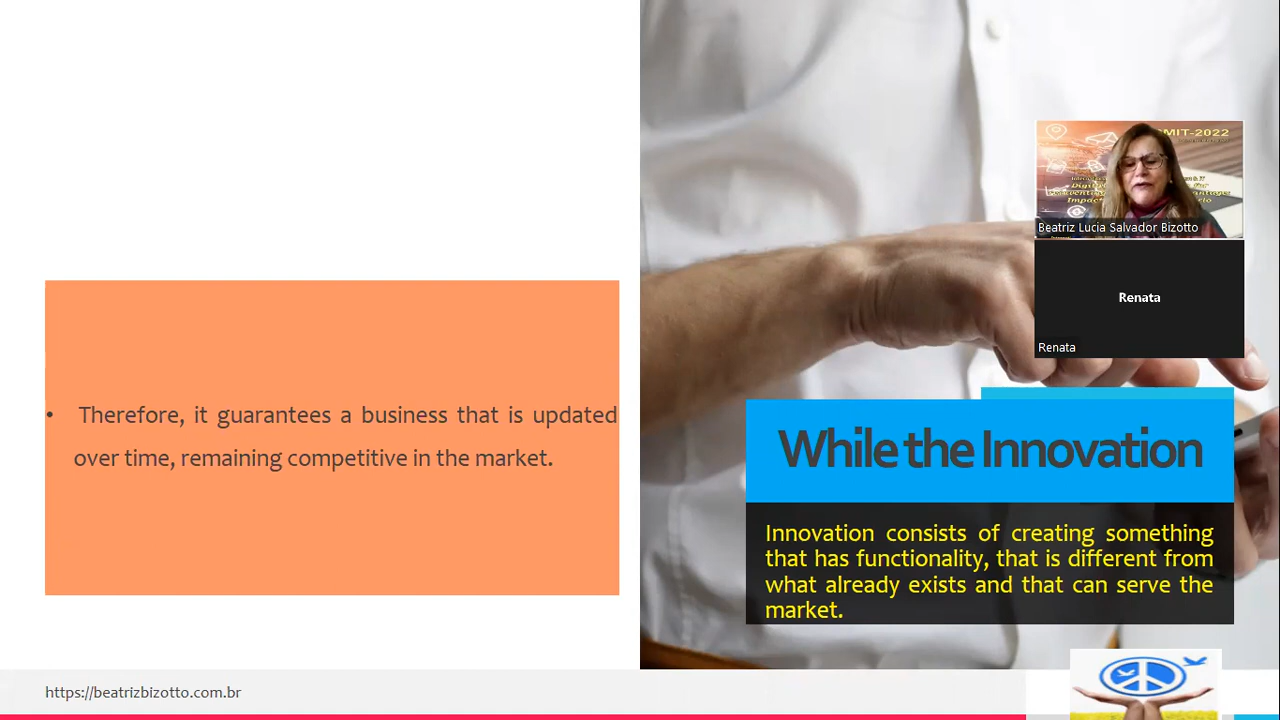 • Therefore, it guarantees a business that is updated
over time, remaining competitive in the market.
MIT-2022
Beatriz Lucia Salvador Bizotto
Renata
Renata
While the Innovation
Innovation consists of creating something
that has functionality, that is different from
what already exists and that can serve the
market.
https://beatrizbizotto.com.br